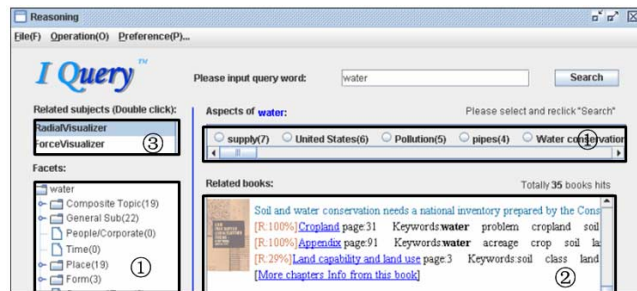 Reasoning
File(F) Operation(O) Preference(P)...
I Query™
Please input query word: water Search
Related subjects (Double click):
RadialVisualizer
ForceVisualizer
③
Aspects of water: Please select and reclick "Search"
supply(7) United States(6) Pollution(5) pipes(4) Water conservation
①
Facets:
water
Composite Topic(19)
General Sub(22)
People/Corporate(0)
Time(0)
Place(19)
Form(3)
①
Related books: Totally 35 books hits
Soil and water conservation needs a national inventory prepared by the Cons
[R:100%]Cropland page:31 Keywords:water problem cropland soil
[R:100%]Appendix page:91 Keywords:water acreage crop soil la
[R:29%]Land capability and land use page:3 Keywords:soil class land
[More chapters Info from this book]
②